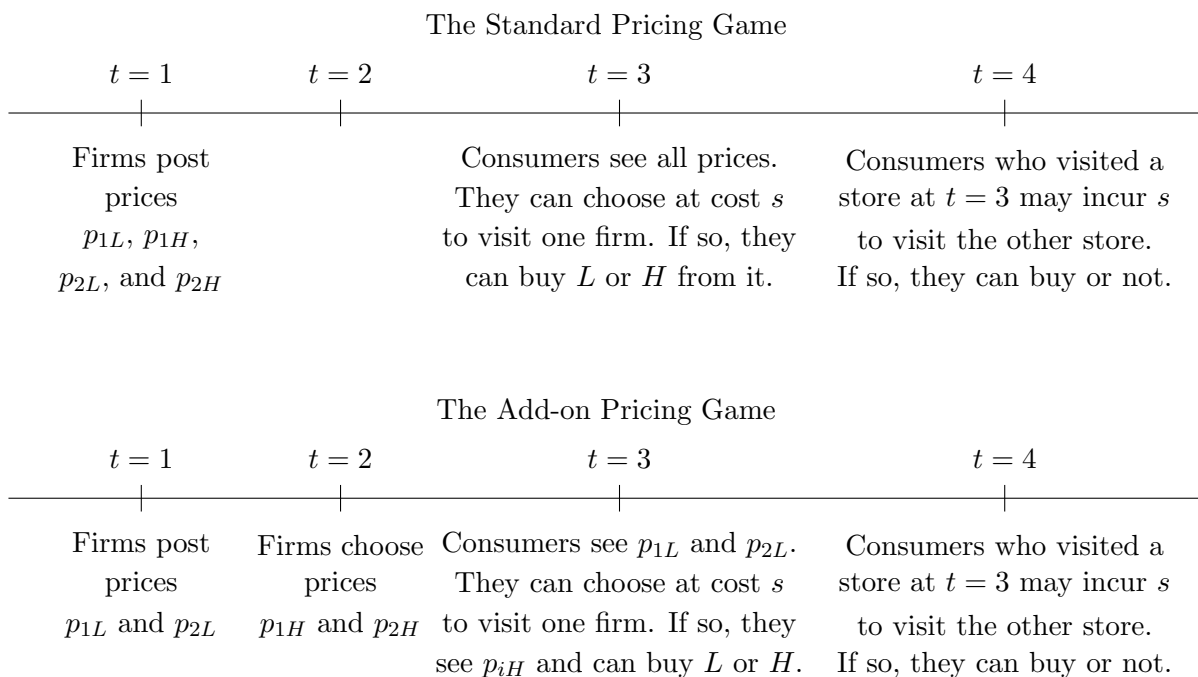 The Standard Pricing Game
t = 1 t = 2 t = 3 t = 4
Firms post
prices
p1L, p1H,
p2L, and p2H
Consumers see all prices.
They can choose at cost s
to visit one firm. If so, they
can buy L or H from it.
Consumers who visited a
store at t = 3 may incur s
to visit the other store.
If so, they can buy or not.
The Add-on Pricing Game
t = 1 t = 2 t = 3 t = 4
Firms post
prices
p1L and p2L
Firms choose
prices
p1H and p2H
Consumers see p1L and p2L.
They can choose at cost s
to visit one firm. If so, they
see piH and can buy L or H.
Consumers who visited a
store at t = 3 may incur s
to visit the other store.
If so, they can buy or not.